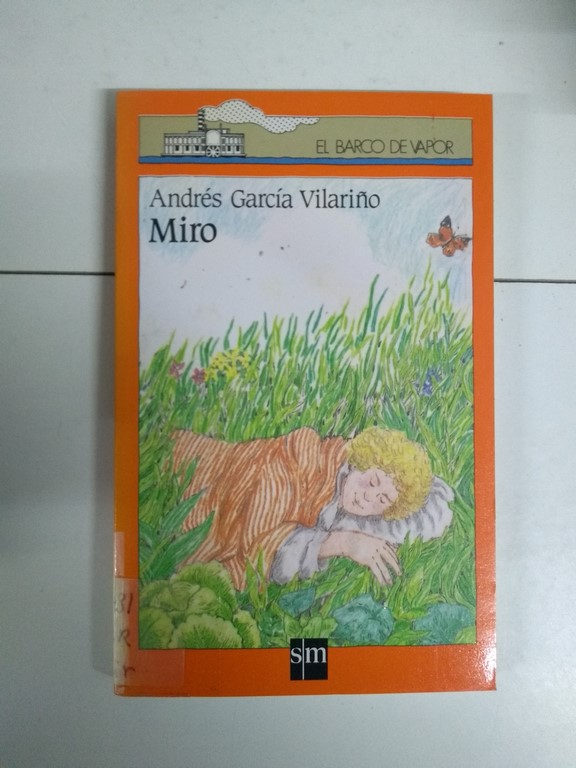 EL BARCO DE VAPOR
Andrés García Vilariño
Miro
sm